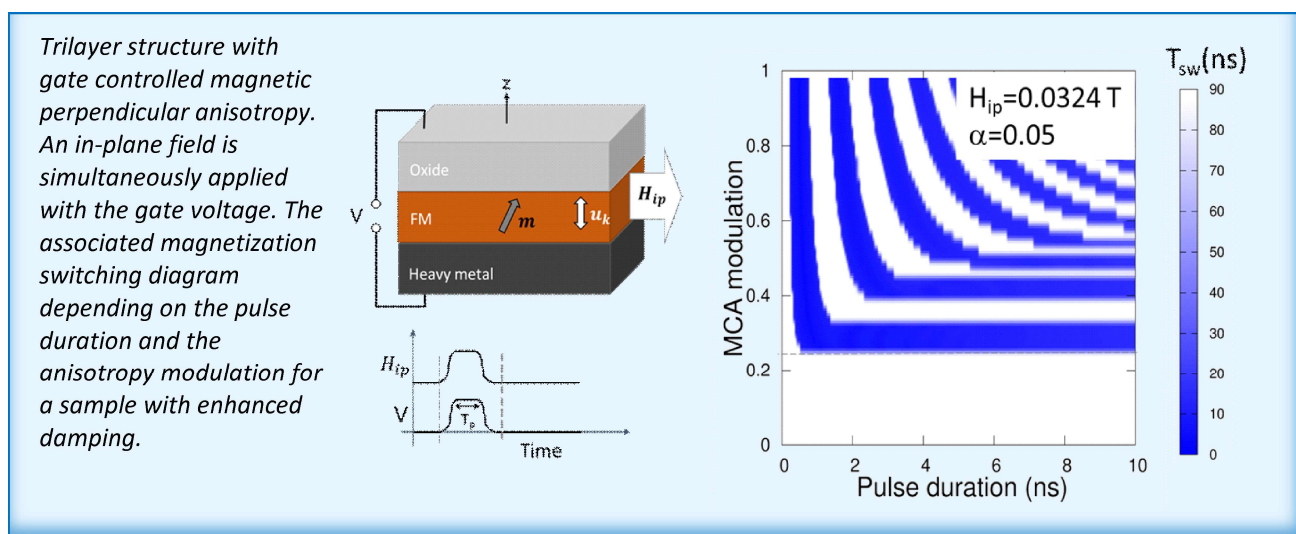 Trilayer structure with
gate controlled magnetic
perpendicular anisotropy.
An in-plane field is
simultaneously applied
with the gate voltage. The
associated magnetization
switching diagram
depending on the pulse
duration and the
anisotropy modulation for
a sample with enhanced
damping.
z
Oxide
FM
m
u_k
H_ip
V
Heavy metal
H_ip
V
T_p
Time
T_sw(ns)
H_ip=0.0324 T
α=0.05
MCA modulation
1
0.8
0.6
0.4
0.2
0
0 2 4 6 8 10
Pulse duration (ns)
90
80
70
60
50
40
30
20
10
0